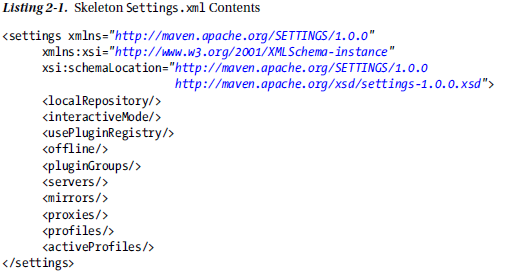 Listing 2-1. Skeleton Settings.xml Contents
<settings xmlns="http://maven.apache.org/SETTINGS/1.0.0"
xmlns:xsi="http://www.w3.org/2001/XMLSchema-instance"
xsi:schemaLocation="http://maven.apache.org/SETTINGS/1.0.0
http://maven.apache.org/xsd/settings-1.0.0.xsd">
<localRepository/>
<interactiveMode/>
<usePluginRegistry/>
<offline/>
<pluginGroups/>
<servers/>
<mirrors/>
<proxies/>
<profiles/>
<activeProfiles/>
</settings>